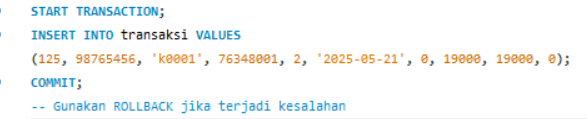 START TRANSACTION;
INSERT INTO transaksi VALUES
(125, 98765456, 'k0001', 76348001, 2, '2025-05-21', 0, 19000, 19000, 0);
COMMIT;
-- Gunakan ROLLBACK jika terjadi kesalahan